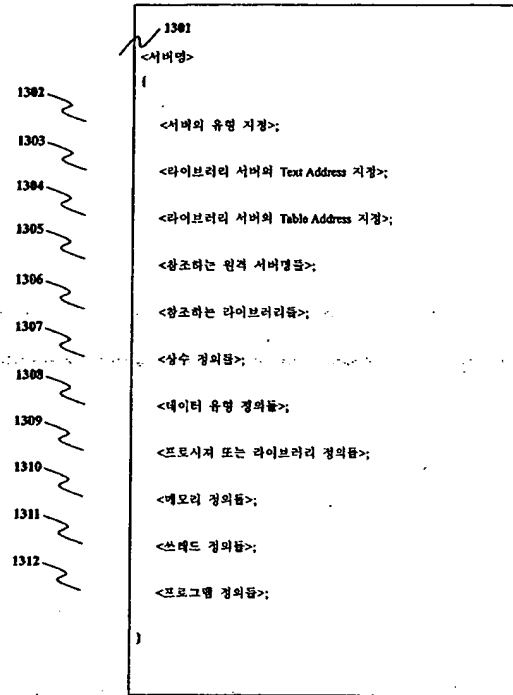 1301
<서버명>
{
1302
<서버의 유형 지정>;
1303
<라이브러리 서버의 Text Address 지정>;
1304
<라이브러리 서버의 Table Address 지정>;
1305
<참조하는 원격 서버명들>;
1306
<참조하는 라이브러리들>;
1307
<상수 정의들>;
1308
<데이터 유형 정의들>;
1309
<프로시져 또는 라이브러리 정의들>;
1310
<메모리 정의들>;
1311
<쓰레드 정의들>;
1312
<프로그램 정의들>;
}